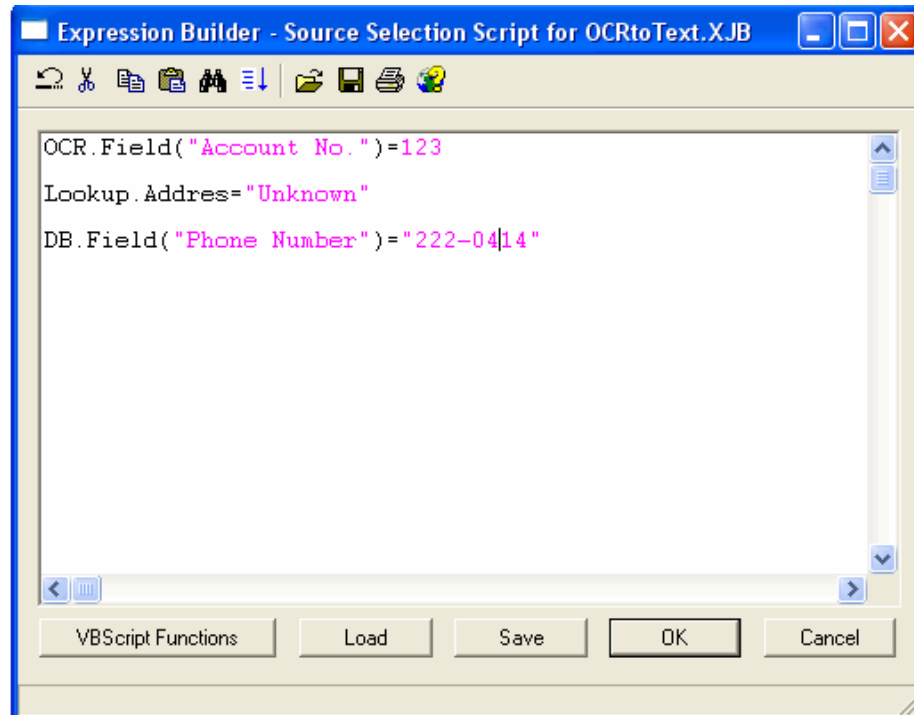 Expression Builder - Source Selection Script for OCRtoText.XJB
OCR.Field("Account No.")=123
Lookup.Addres="Unknown"
DB.Field("Phone Number")="222-0414"
VBScript Functions Load Save OK Cancel